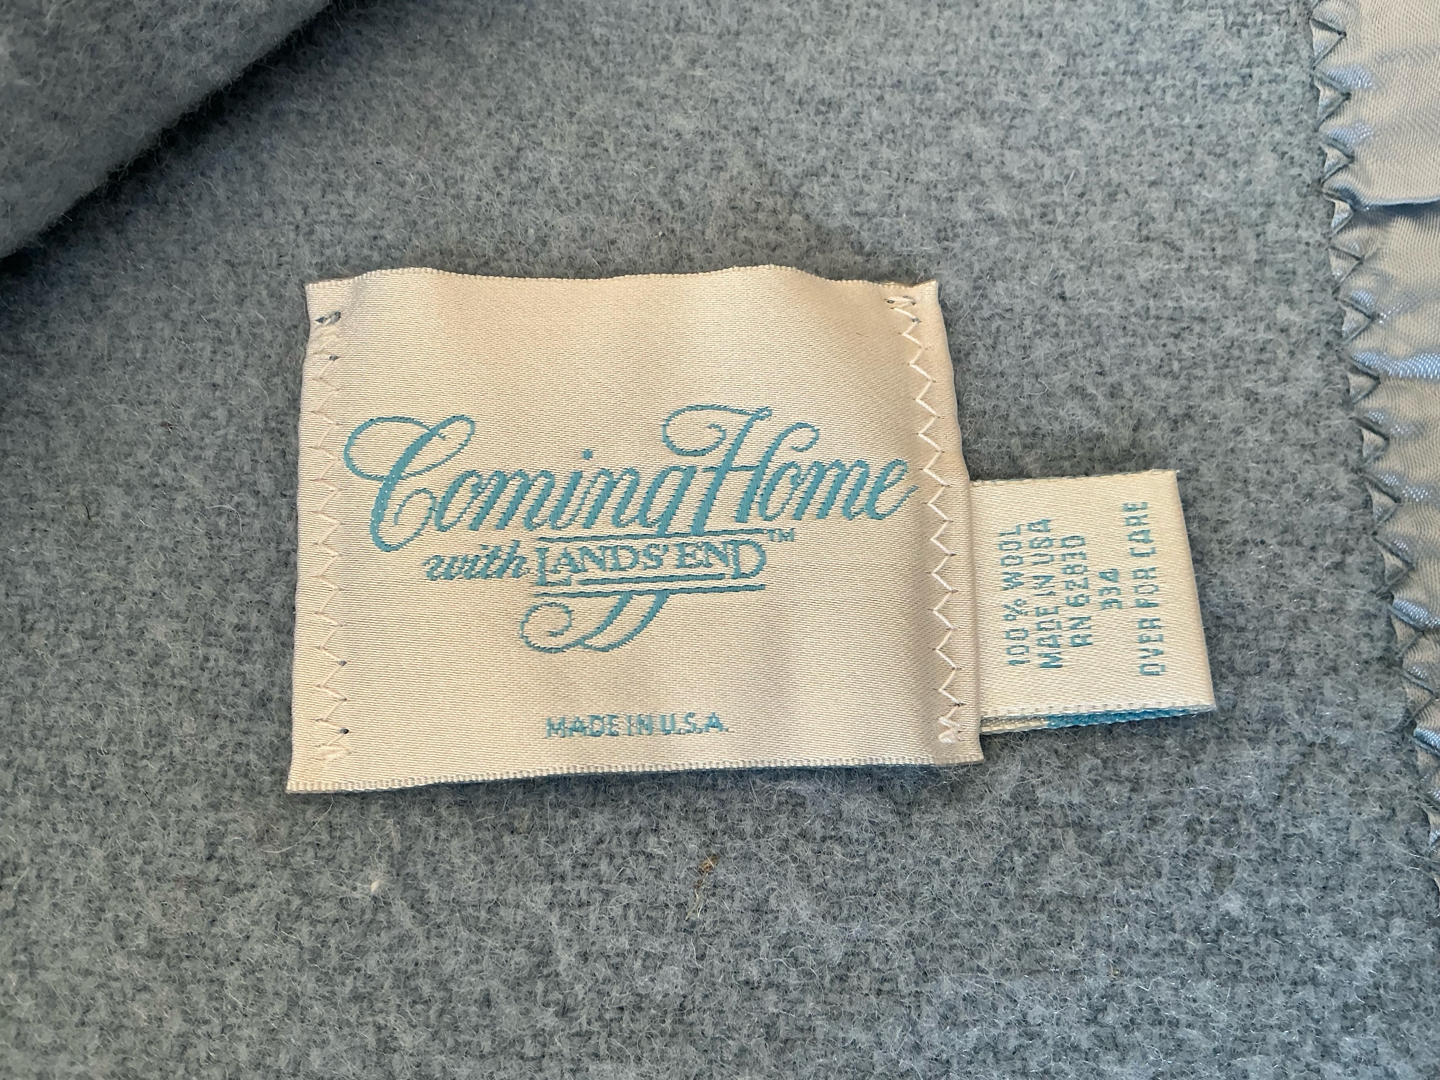 Coming Home
with LANDS' END™
MADE IN U.S.A.
100% WOOL
MADE IN USA
RN 62830
334
OVER FOR CARE